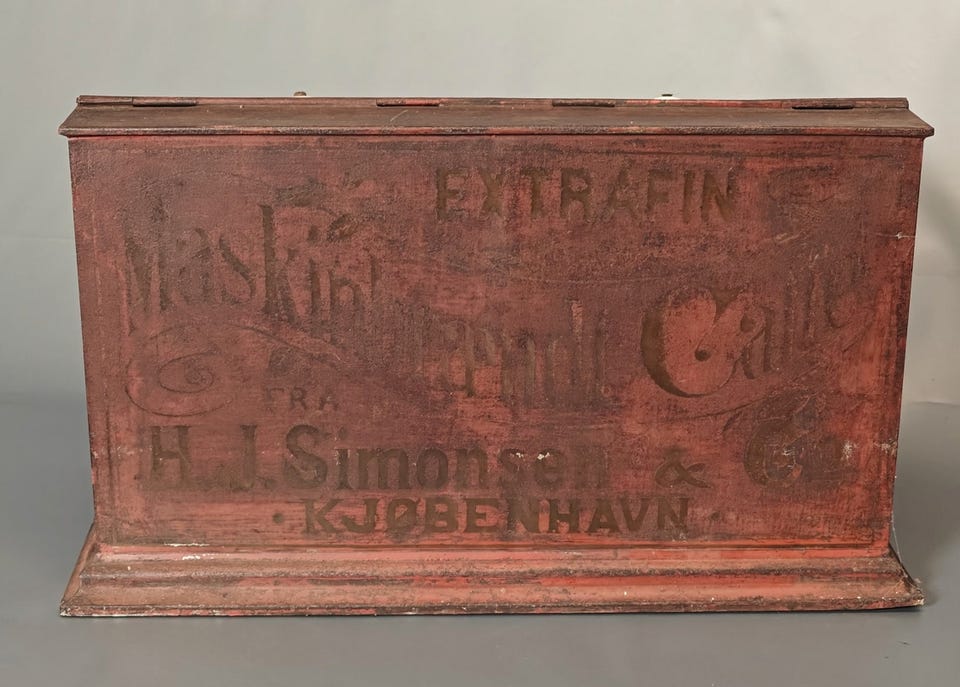 EXTRAFIN
Maskinbrændt Caffe
FRA
H. J. Simonsen & Co
KJØBENHAVN